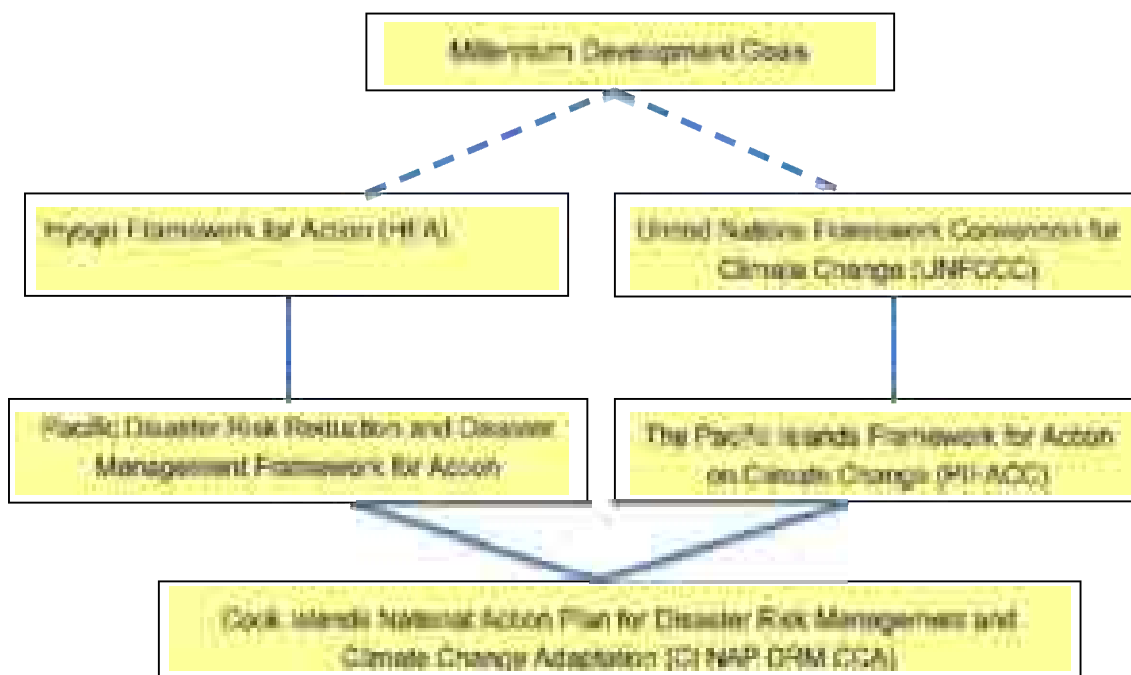 Millennium Development Goals
Hyogo Framework for Action (HFA).
United Nations Framework Convention for
Climate Change (UNFCCC)
Pacific Disaster Risk Reduction and Disaster
Management Framework for Action
The Pacific Islands Framework for Action
on Climate Change (PIFACC)
Cook Islands National Action Plan for Disaster Risk Management and
Climate Change Adaptation (CI NAP DRM CCA)